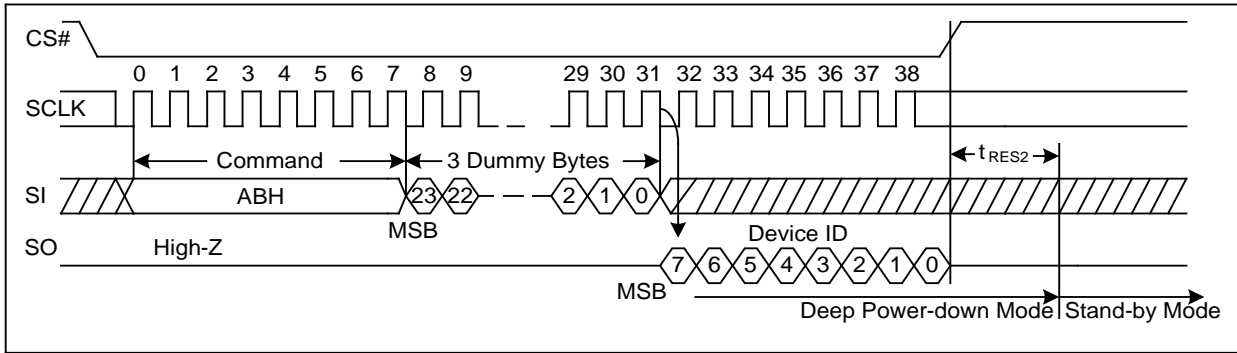 CS#
0 1 2 3 4 5 6 7 8 9 29 30 31 32 33 34 35 36 37 38
SCLK
Command 3 Dummy Bytes tRES2
SI ABH 23 22 2 1 0
MSB
SO High-Z Device ID
7 6 5 4 3 2 1 0
MSB
Deep Power-down Mode Stand-by Mode